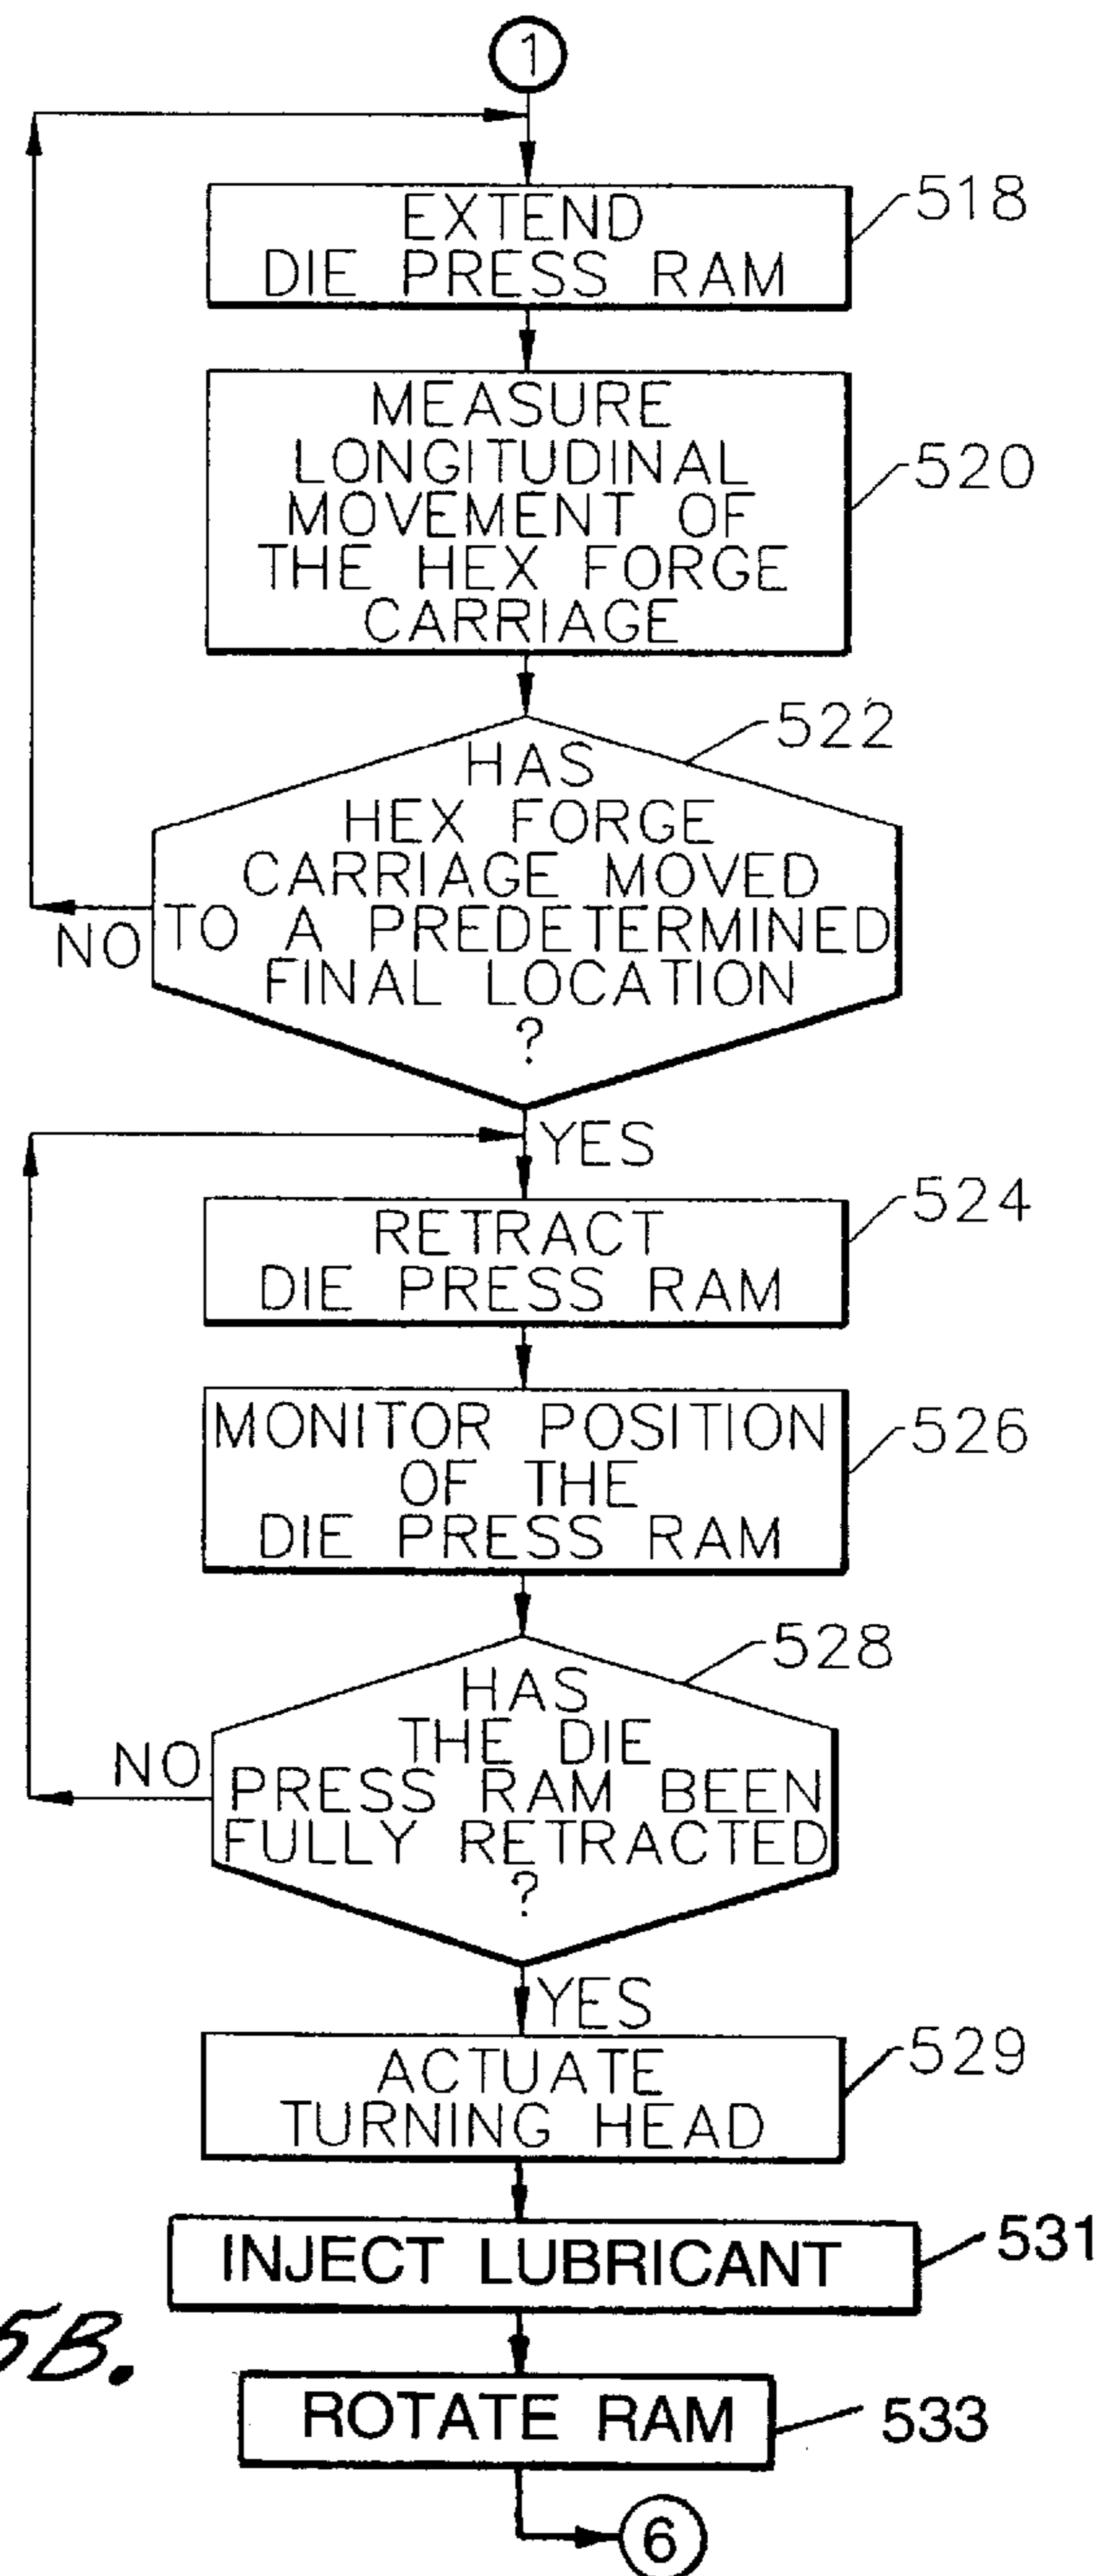 1
EXTEND
DIE PRESS RAM
518
MEASURE
LONGITUDINAL
MOVEMENT OF
THE HEX FORGE
CARRIAGE
520
522
HAS
HEX FORGE
CARRIAGE MOVED
TO A PREDETERMINED
FINAL LOCATION
?
NO
YES
RETRACT
DIE PRESS RAM
524
MONITOR POSITION
OF THE
DIE PRESS RAM
526
528
HAS
THE DIE
PRESS RAM BEEN
FULLY RETRACTED
?
NO
YES
ACTUATE
TURNING HEAD
529
INJECT LUBRICANT
531
5B.
ROTATE RAM
533
6